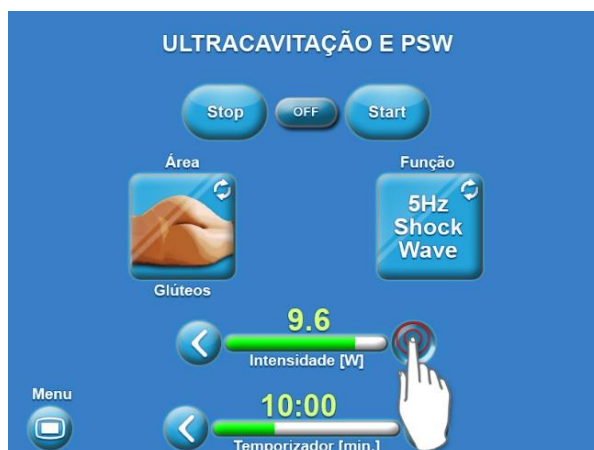 ULTRACAVITAÇÃO E PSW
Stop
OFF
Start
Área
Função
5Hz
Shock
Wave
Glúteos
9.6
Intensidade [W]
Menu
10:00
Temporizador [min.]